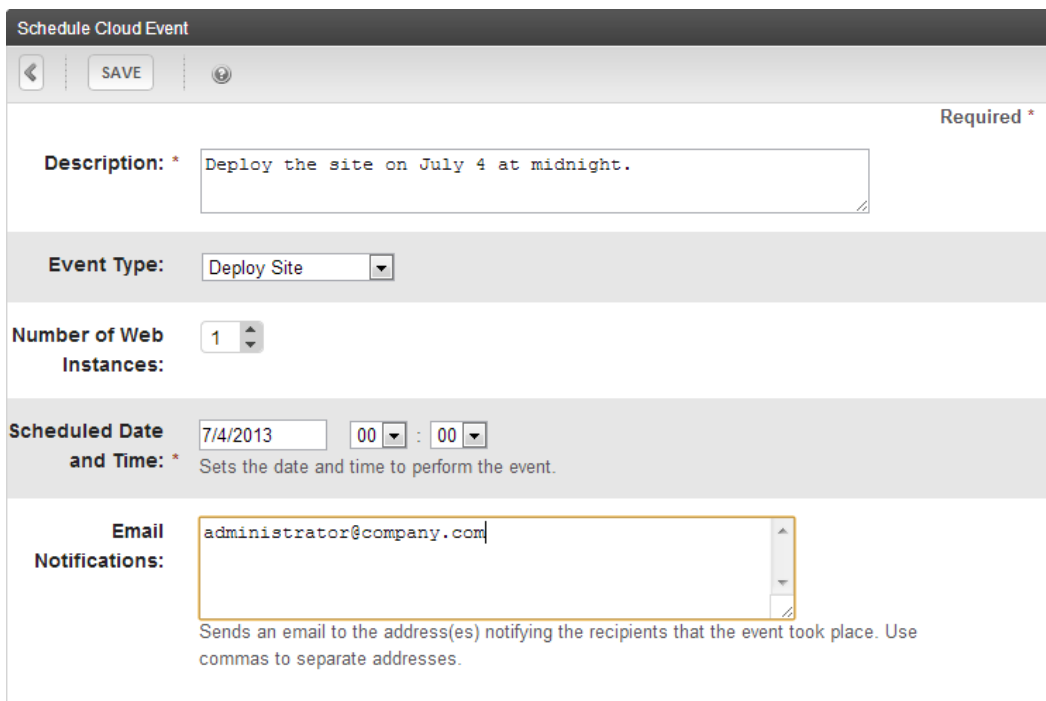 Schedule Cloud Event
SAVE
Required *
Description: * Deploy the site on July 4 at midnight.
Event Type: Deploy Site
Number of Web
Instances: 1
Scheduled Date
and Time: * 7/4/2013 00 : 00
Sets the date and time to perform the event.
Email
Notifications: administrator@company.com
Sends an email to the address(es) notifying the recipients that the event took place. Use
commas to separate addresses.